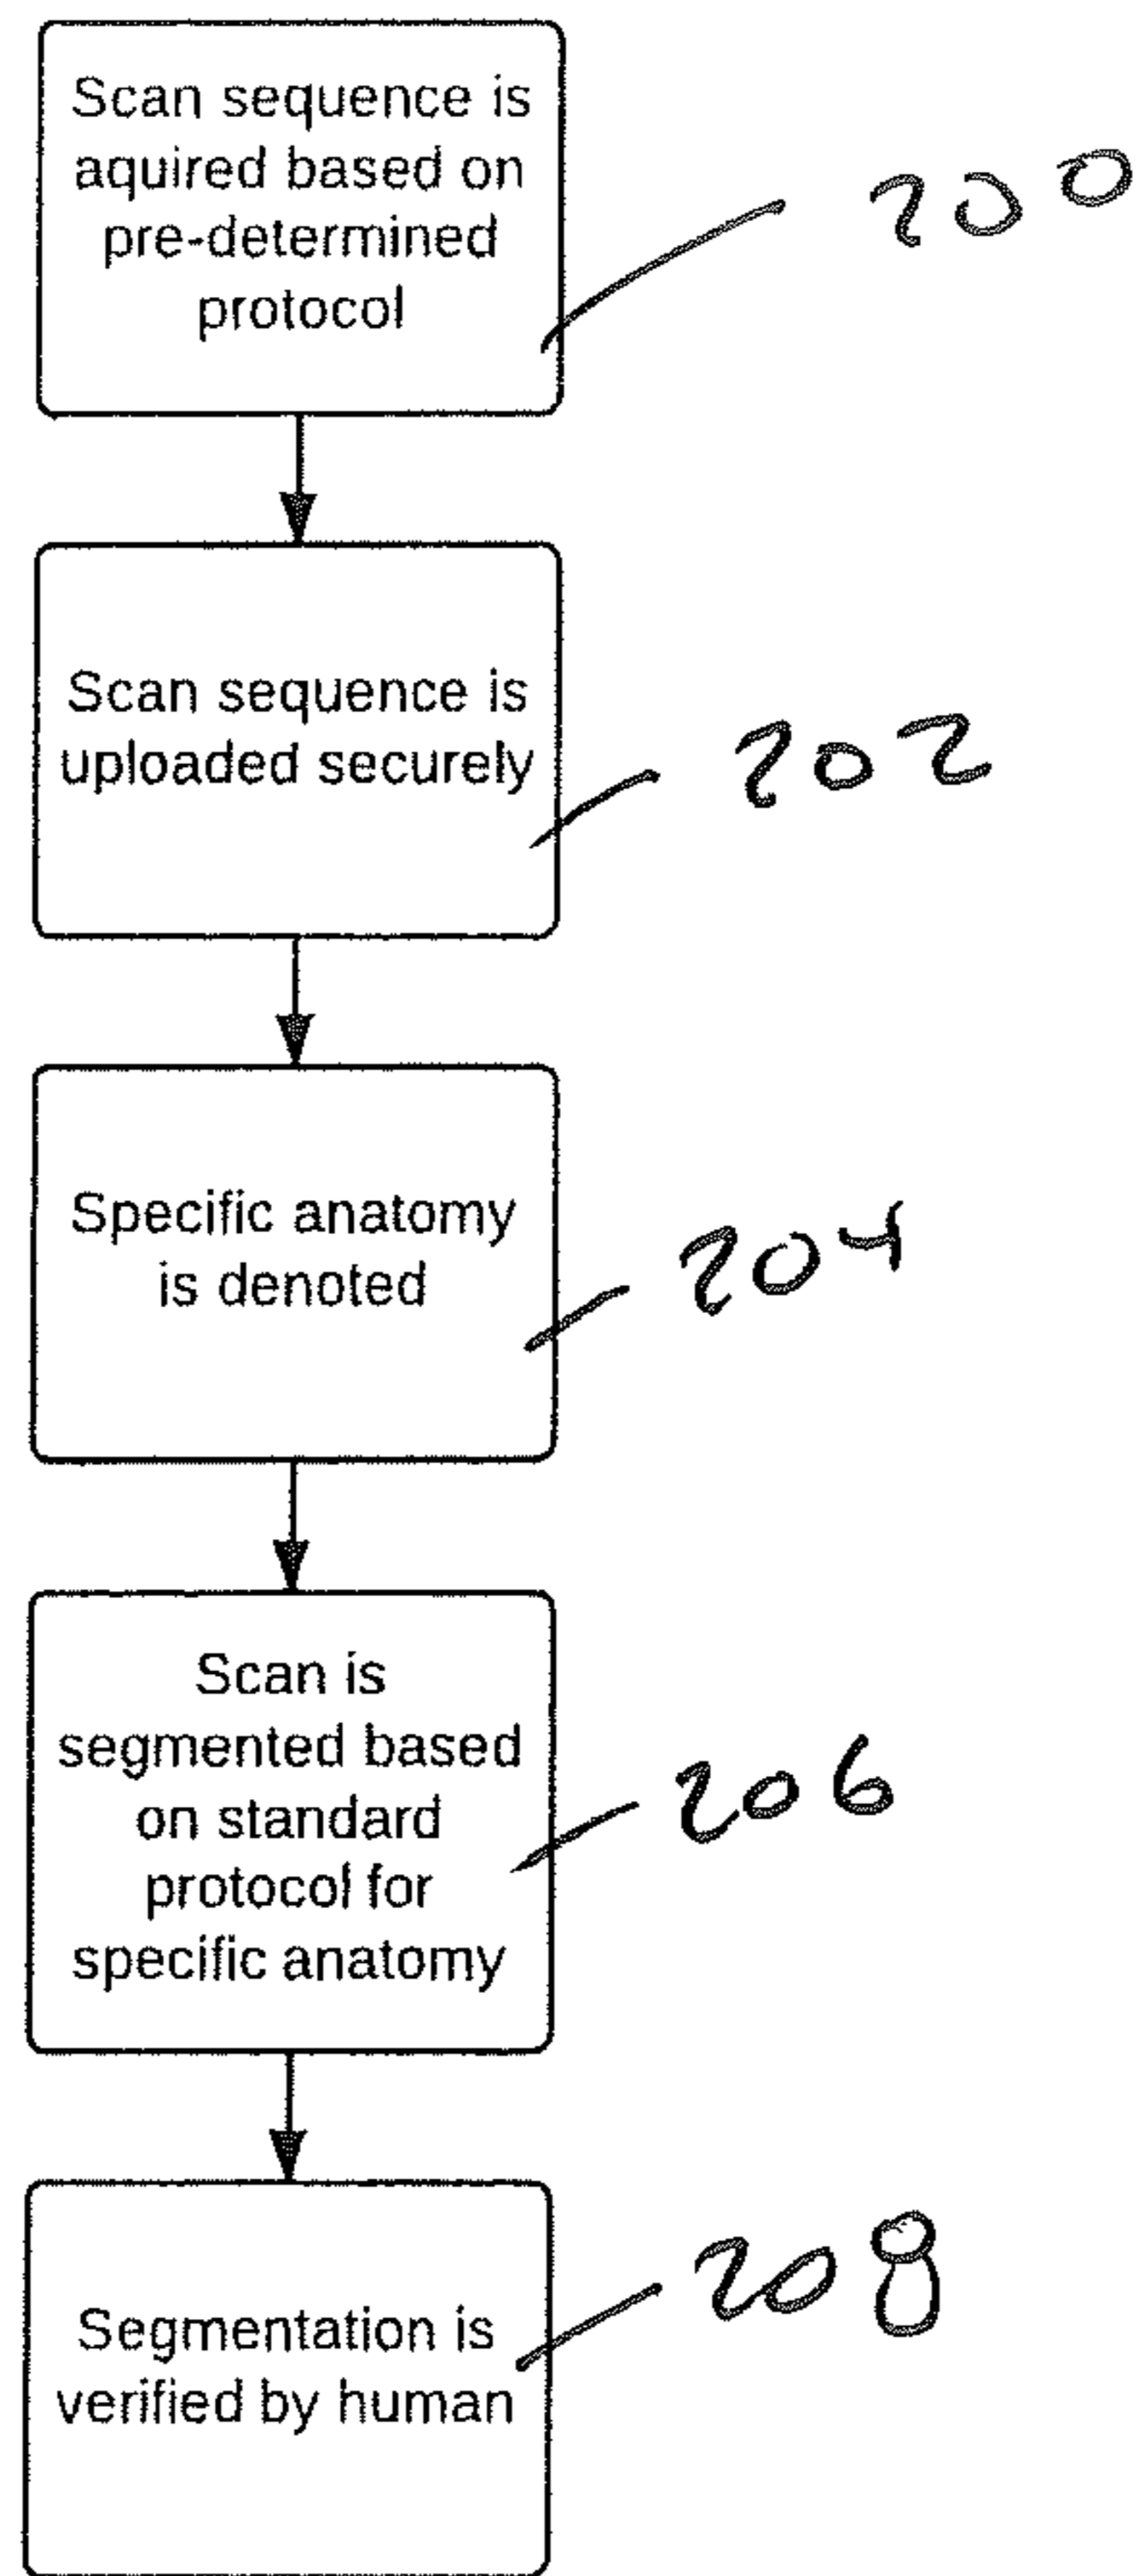 Scan sequence is
aquired based on
pre-determined
protocol
200
Scan sequence is
uploaded securely
202
Specific anatomy
is denoted
204
Scan is
segmented based
on standard
protocol for
specific anatomy
206
Segmentation is
verified by human
208